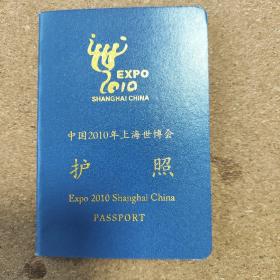 EXPO
2010
SHANGHAI CHINA
中国2010年上海世博会
护 照
Expo 2010 Shanghai China
PASSPORT